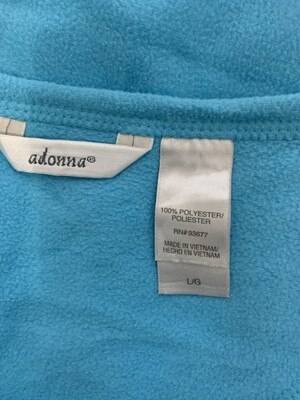 adonna®
100% POLYESTER/
POLIESTER
RN# 93677
MADE IN VIETNAM/
HECHO EN VIETNAM
L/G